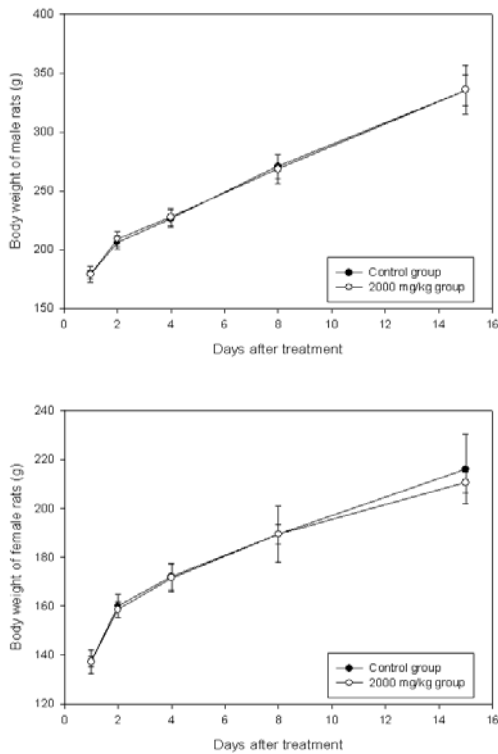 400
350
300
250
200
150
Body weight of male rats (g)
Control group
2000 mg/kg group
0 2 4 6 8 10 12 14 16
Days after treatment
240
220
200
180
160
140
120
Body weight of female rats (g)
Control group
2000 mg/kg group
0 2 4 6 8 10 12 14 16
Days after treatment